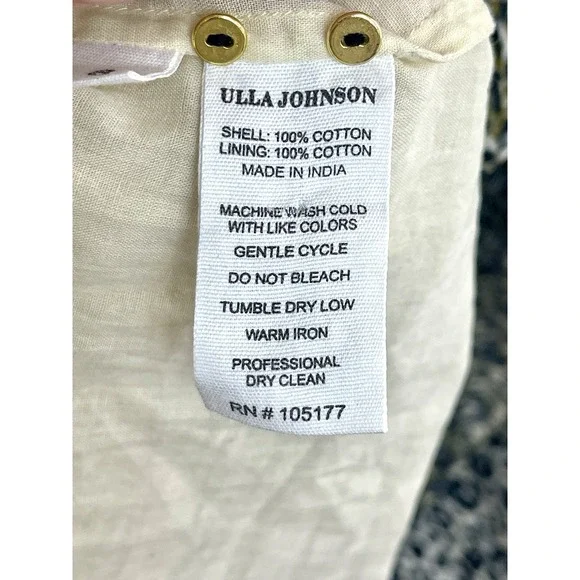 ULLA JOHNSON
SHELL: 100% COTTON
LINING: 100% COTTON
MADE IN INDIA
MACHINE WASH COLD
WITH LIKE COLORS
GENTLE CYCLE
DO NOT BLEACH
TUMBLE DRY LOW
WARM IRON
PROFESSIONAL
DRY CLEAN
RN # 105177